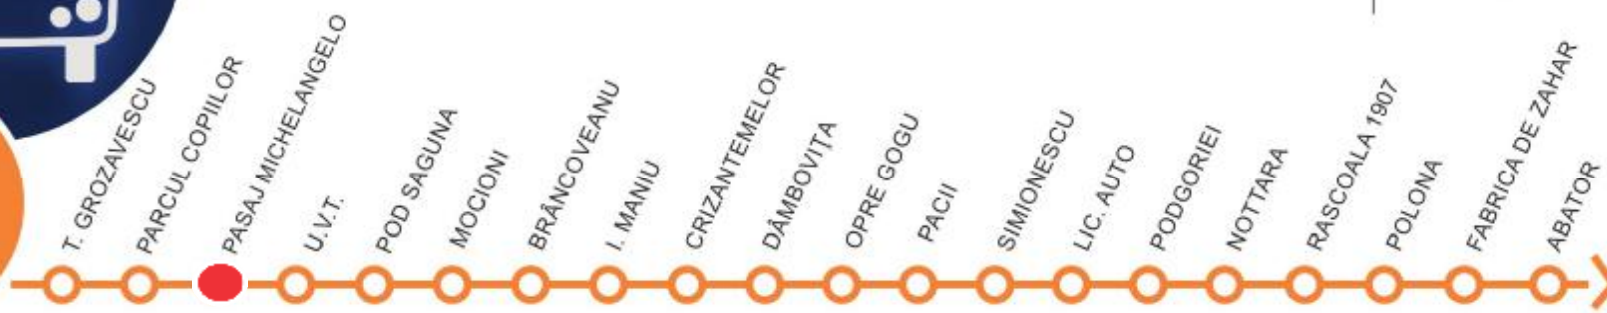 T. GROZAVESCU
PARCUL COPIILOR
PASAJ MICHELANGELO
U.V.T.
POD SAGUNA
MOCIONI
BRÂNCOVEANU
I. MANIU
CRIZANTEMELOR
DÂMBOVIȚA
OPRE GOGU
PACII
SIMIONESCU
LIC. AUTO
PODGORIEI
NOTTARA
RASCOALA 1907
POLONA
FABRICA DE ZAHAR
ABATOR